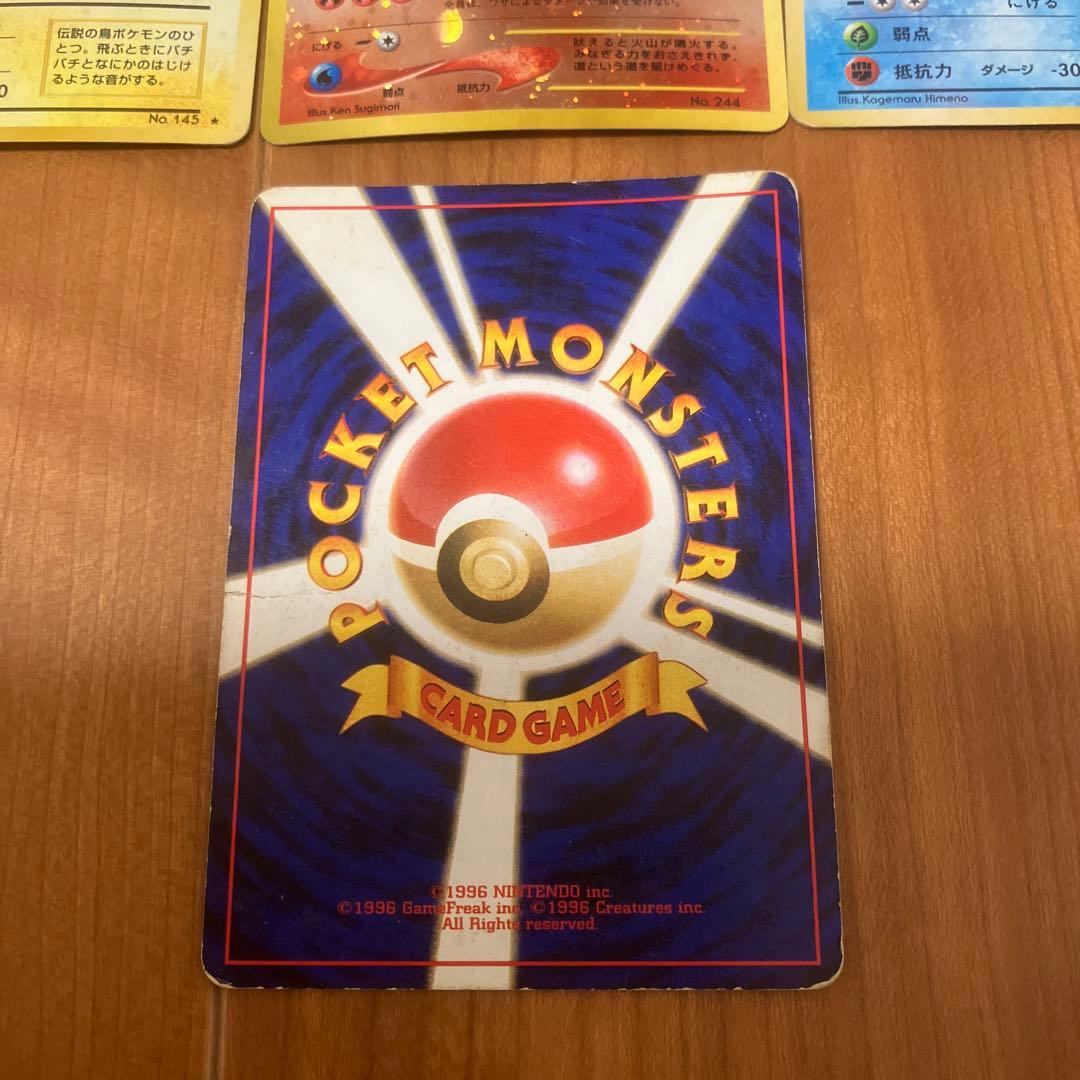 伝説の鳥ポケモンのひ
とつ。飛ぶときにバチ
バチとなにかのはじけ
るような音がする。
No. 145 ★
にげる
弱点
抵抗力
吠えると火山が噴火する。
みなぎる力をおさえきれず、
道という道を駆けめぐる。
Illus. Ken Sugimori
No. 244
にげる
弱点
抵抗力 ダメージ -30
Illus. Kagemaru Himeno
POCKET MONSTERS
CARD GAME
©1996 NINTENDO inc.
©1996 GameFreak inc. ©1996 Creatures inc.
All Rights reserved.